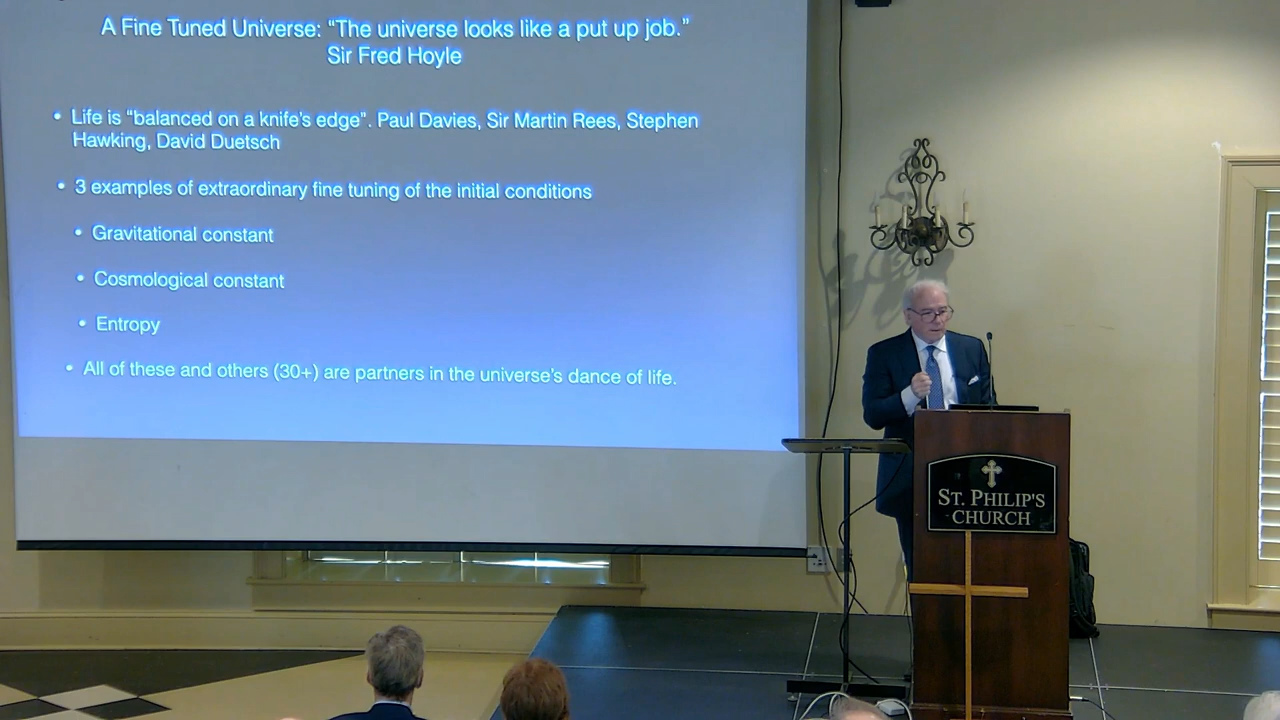 A Fine Tuned Universe: “The universe looks like a put up job.”
Sir Fred Hoyle
• Life is “balanced on a knife’s edge”. Paul Davies, Sir Martin Rees, Stephen
Hawking, David Duetsch
• 3 examples of extraordinary fine tuning of the initial conditions
• Gravitational constant
• Cosmological constant
• Entropy
• All of these and others (30+) are partners in the universe’s dance of life.
ST. PHILIP'S
CHURCH